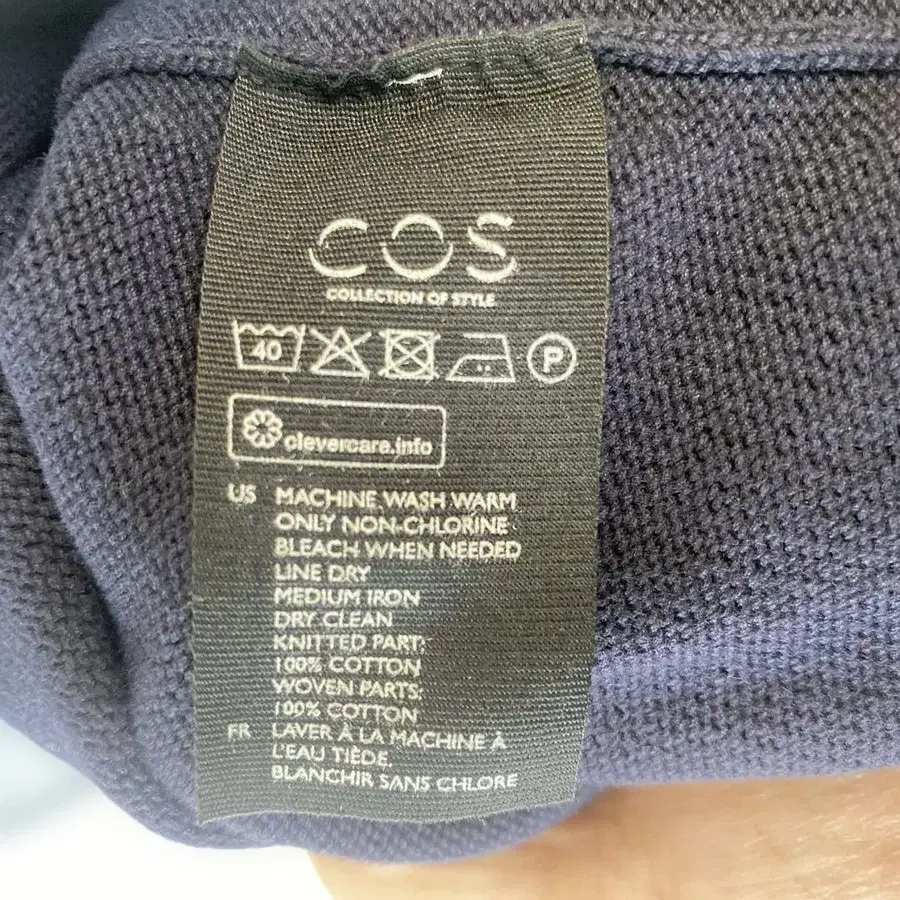 COS
COLLECTION OF STYLE
40
P
clevercare.info
US MACHINE WASH WARM
ONLY NON-CHLORINE
BLEACH WHEN NEEDED
LINE DRY
MEDIUM IRON
DRY CLEAN
KNITTED PART:
100% COTTON
WOVEN PARTS:
100% COTTON
FR LAVER À LA MACHINE À
L'EAU TIÈDE,
BLANCHIR SANS CHLORE